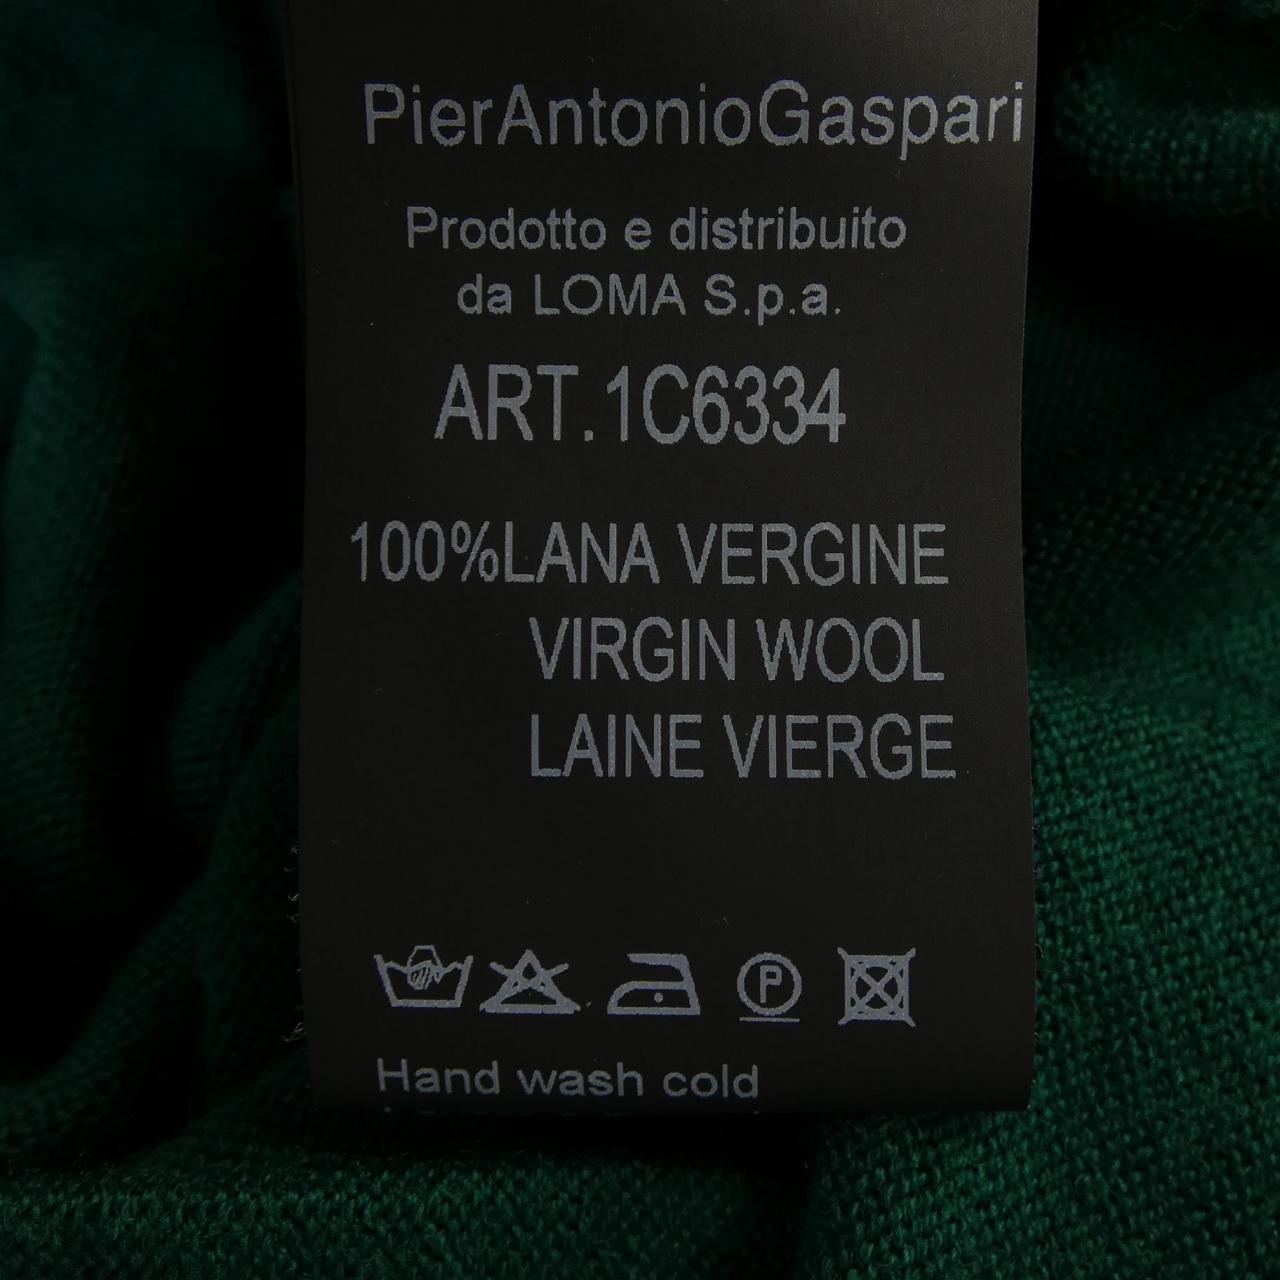 PierAntonioGaspari
Prodotto e distribuito
da LOMA S.p.a.
ART.1C6334
100%LANA VERGINE
VIRGIN WOOL
LAINE VIERGE
P
Hand wash cold